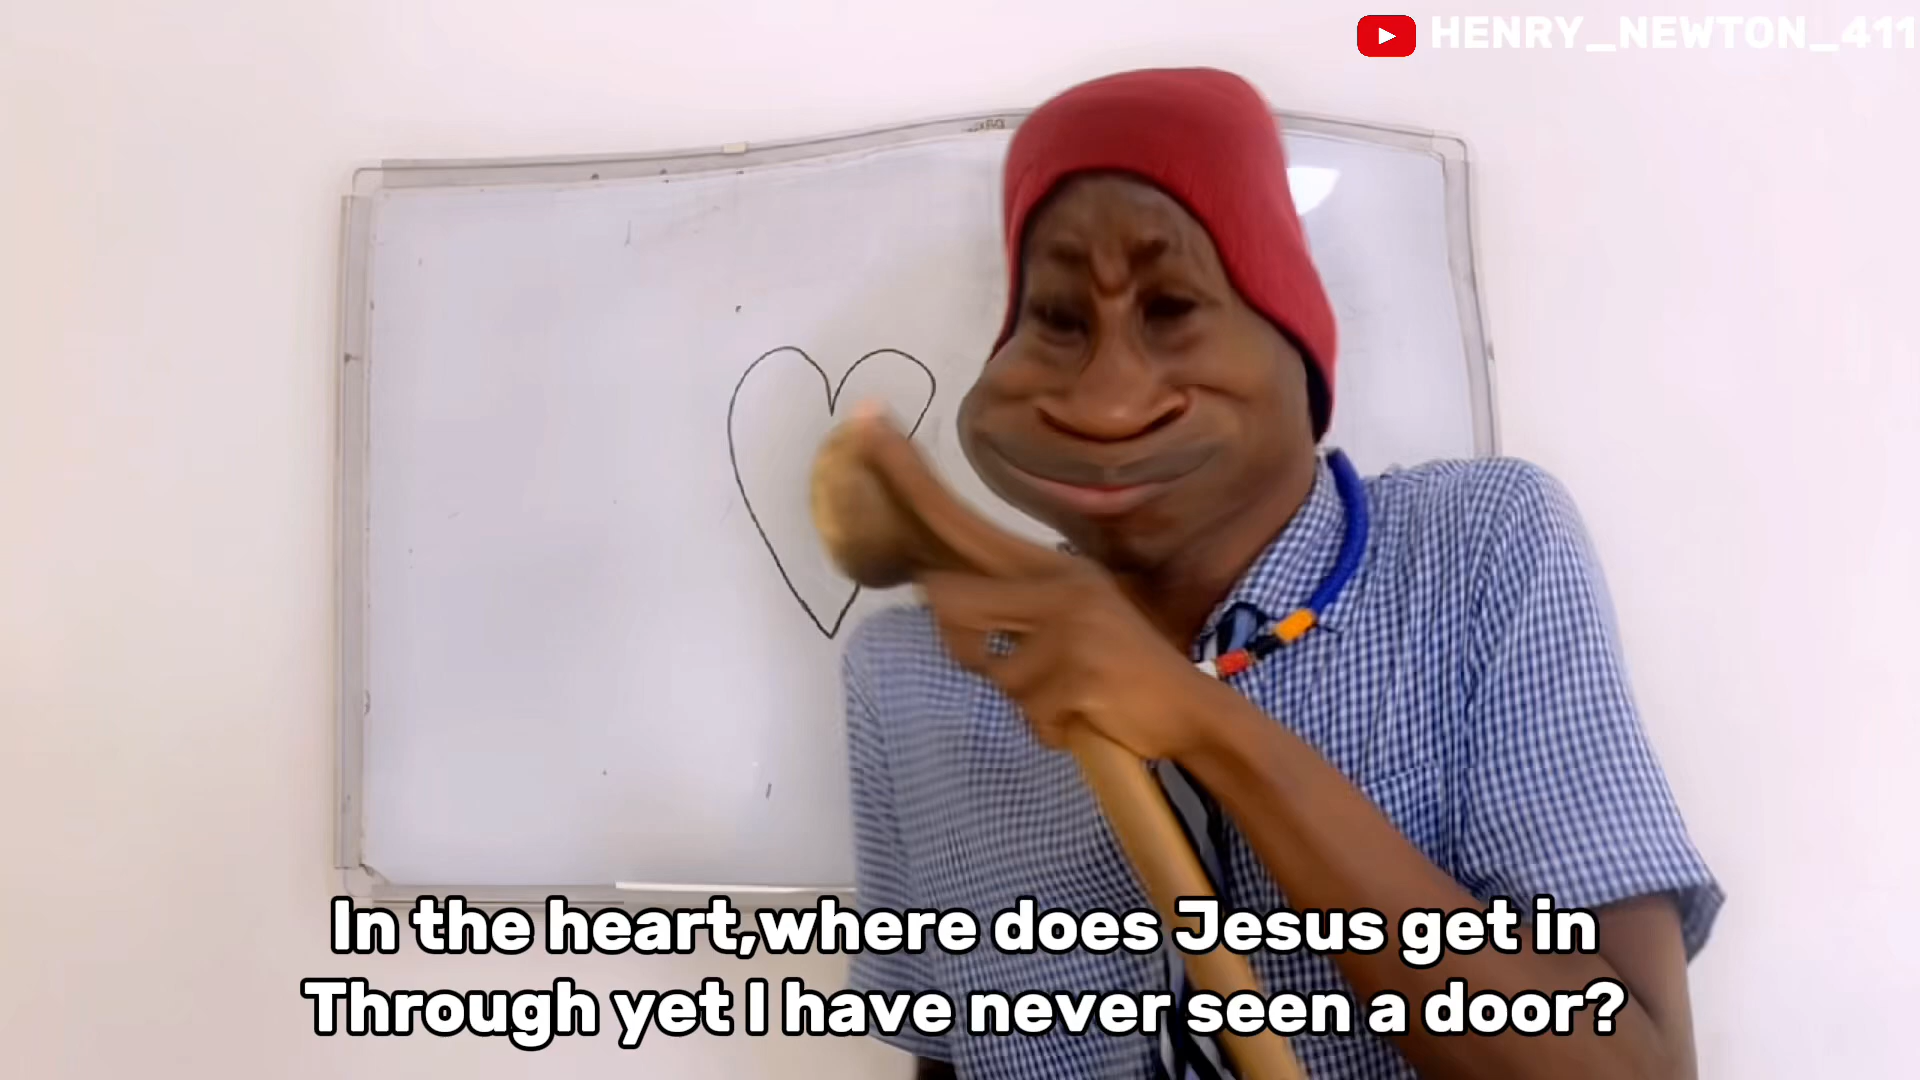 HENRY_NEWTON_411
In the heart,where does Jesus get in
Through yet I have never seen a door?